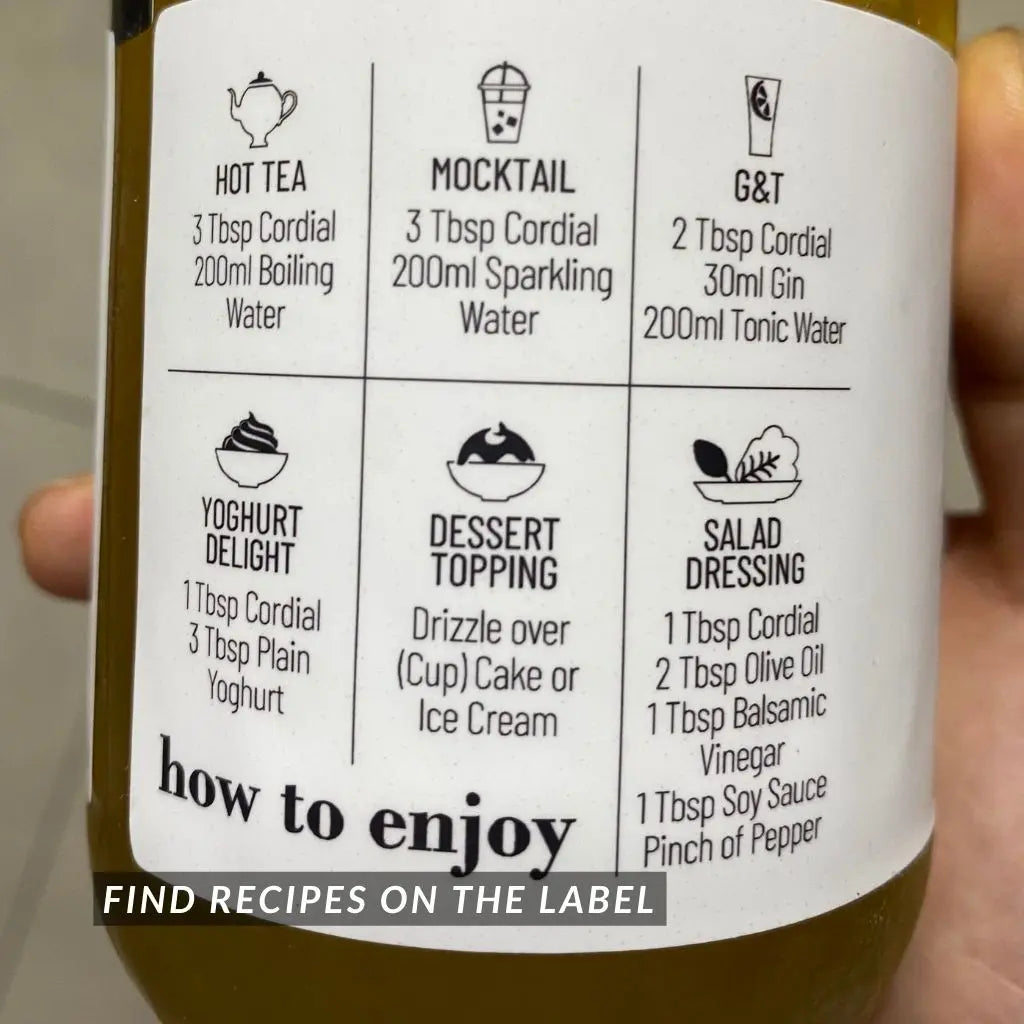 HOT TEA
3 Tbsp Cordial
200ml Boiling
Water
MOCKTAIL
3 Tbsp Cordial
200ml Sparkling
Water
G&T
2 Tbsp Cordial
30ml Gin
200ml Tonic Water
YOGHURT
DELIGHT
1 Tbsp Cordial
3 Tbsp Plain
Yoghurt
DESSERT
TOPPING
Drizzle over
(Cup) Cake or
Ice Cream
SALAD
DRESSING
1 Tbsp Cordial
2 Tbsp Olive Oil
1 Tbsp Balsamic
Vinegar
1 Tbsp Soy Sauce
Pinch of Pepper
how to enjoy
FIND RECIPES ON THE LABEL